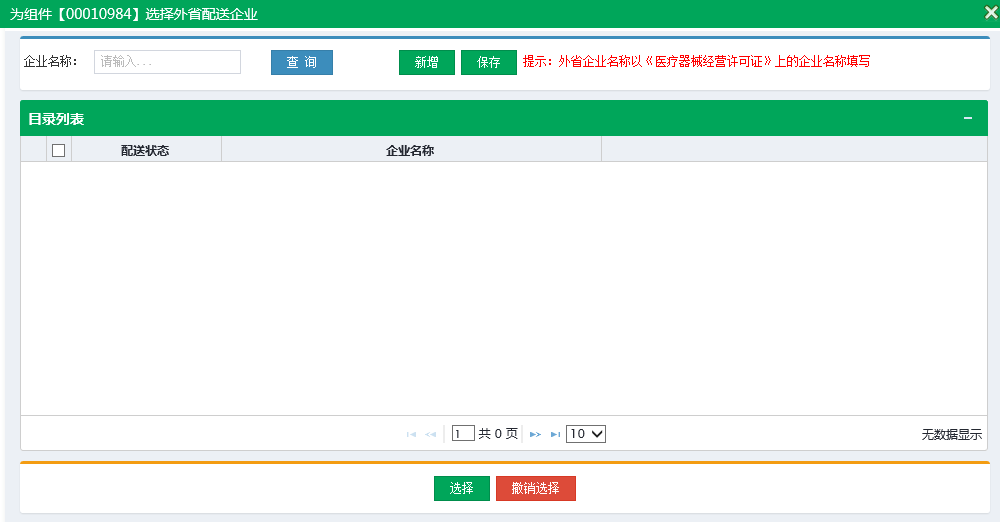 为组件【00010984】选择外省配送企业
企业名称： 请输入... 查 询 新增 保存 提示：外省企业名称以《医疗器械经营许可证》上的企业名称填写
目录列表
配送状态 企业名称
1 共 0 页 10 无数据显示
选择 撤销选择